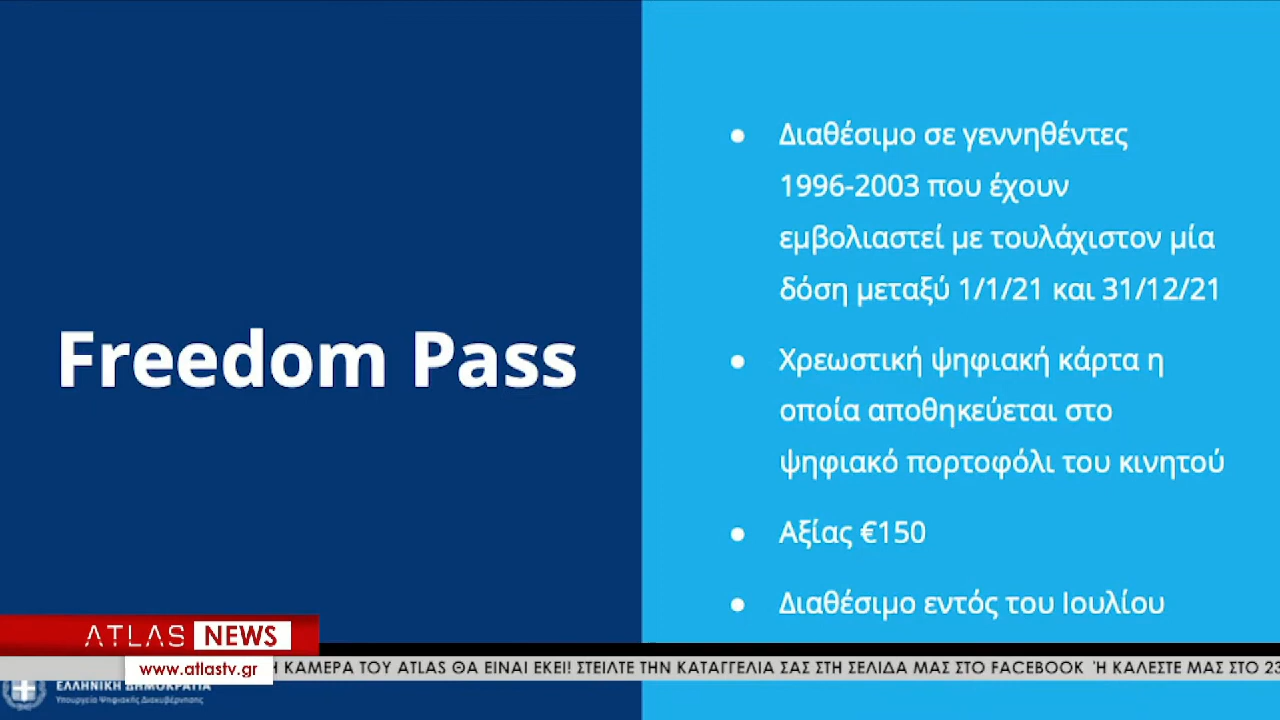 Freedom Pass
● Διαθέσιμο σε γεννηθέντες
1996-2003 που έχουν
εμβολιαστεί με τουλάχιστον μία
δόση μεταξύ 1/1/21 και 31/12/21
● Χρεωστική ψηφιακή κάρτα η
οποία αποθηκεύεται στο
ψηφιακό πορτοφόλι του κινητού
● Αξίας €150
● Διαθέσιμο εντός του Ιουλίου
ATLAS NEWS
www.atlastv.gr
Η ΚΑΜΕΡΑ ΤΟΥ ATLAS ΘΑ ΕΙΝΑΙ ΕΚΕΙ! ΣΤΕΙΛΤΕ ΤΗΝ ΚΑΤΑΓΓΕΛΙΑ ΣΑΣ ΣΤΗ ΣΕΛΙΔΑ ΜΑΣ ΣΤΟ FACEBOOK Ή ΚΑΛΕΣΤΕ ΜΑΣ ΣΤΟ 23
ΕΛΛΗΝΙΚΗ ΔΗΜΟΚΡΑΤΙΑ
Υπουργείο Ψηφιακής Διακυβέρνησης